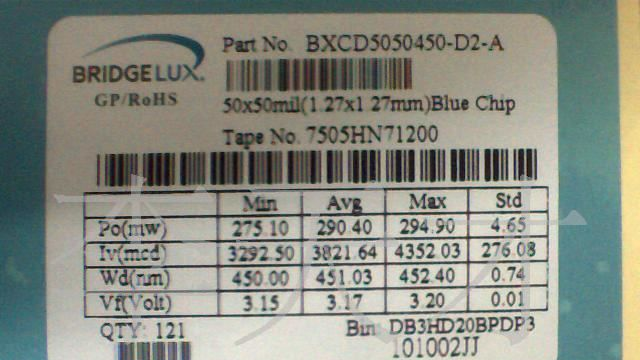 Part No. BXCD5050450-D2-A
BRIDGELUX.
GP/RoHS
50x50mil(1.27x1.27mm)Blue Chip
Tape No. 7505HN71200
Min Avg Max Std
Po(mw) 275.10 290.40 294.90 4.65
Iv(mcd) 3292.50 3821.64 4352.03 276.08
Wd(nm) 450.00 451.03 452.40 0.74
Vf(Volt) 3.15 3.17 3.20 0.01
QTY: 121 Bin: DB3HD20BPDP3
101002JJ